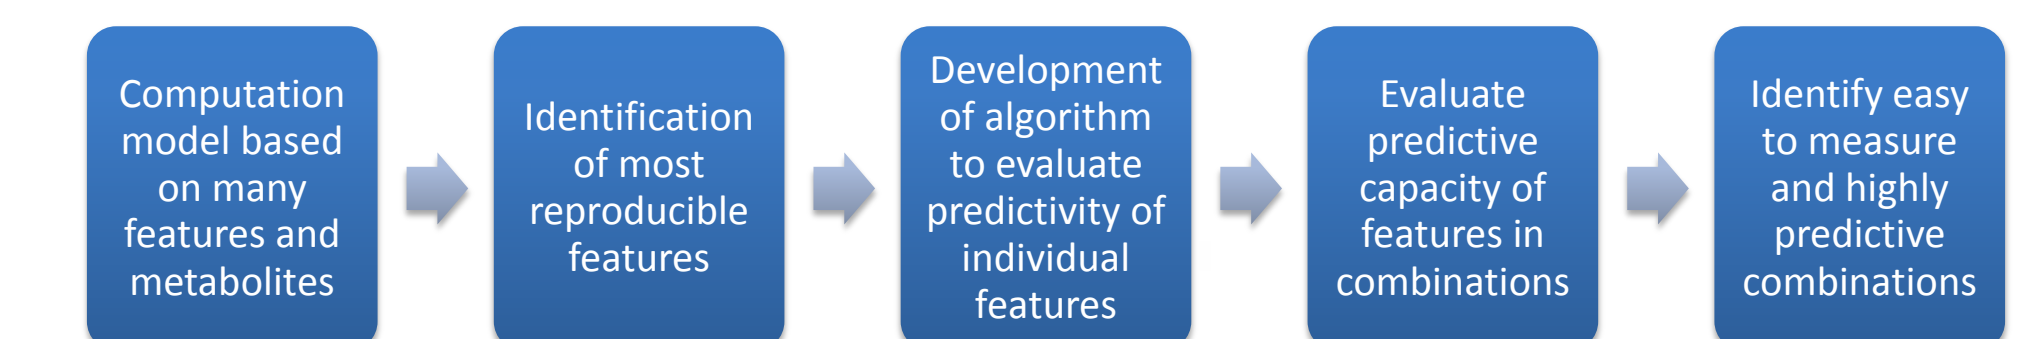 Computation
model based
on many
features and
metabolites
Identification
of most
reproducible
features
Development
of algorithm
to evaluate
predictivity of
individual
features
Evaluate
predictive
capacity of
features in
combinations
Identify easy
to measure
and highly
predictive
combinations